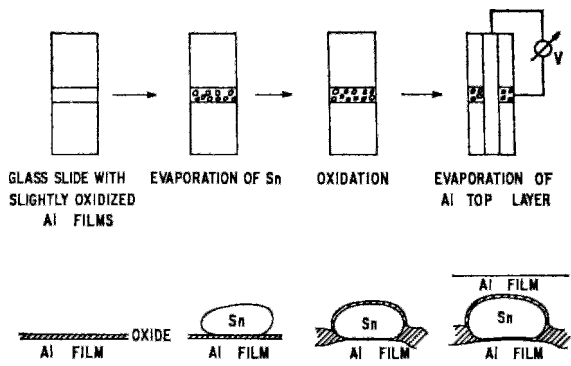 V
GLASS SLIDE WITH
SLIGHTLY OXIDIZED
Al FILMS
EVAPORATION OF Sn
OXIDATION
EVAPORATION OF
Al TOP LAYER
OXIDE
Al FILM
Sn
Al FILM
Sn
Al FILM
Al FILM
Sn
Al FILM